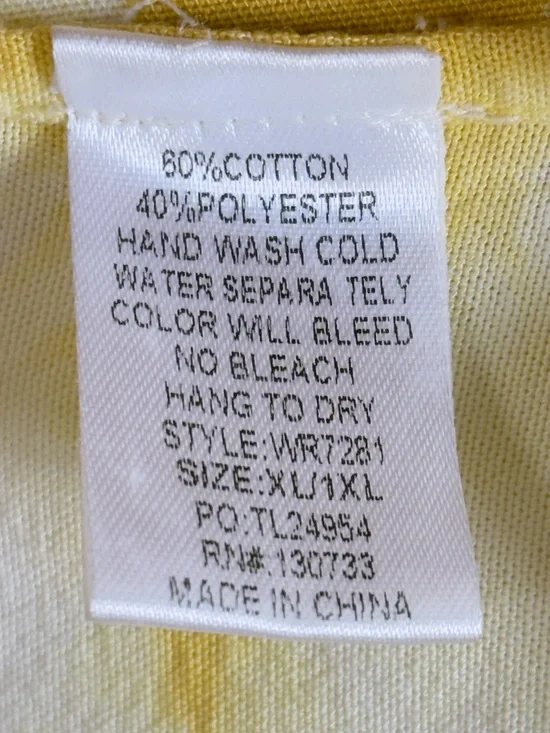 60%COTTON
40%POLYESTER
HAND WASH COLD
WATER SEPARA TELY
COLOR WILL BLEED
NO BLEACH
HANG TO DRY
STYLE:WR7281
SIZE:XL/1XL
PO:TL24954
RN#:130733
MADE IN CHINA